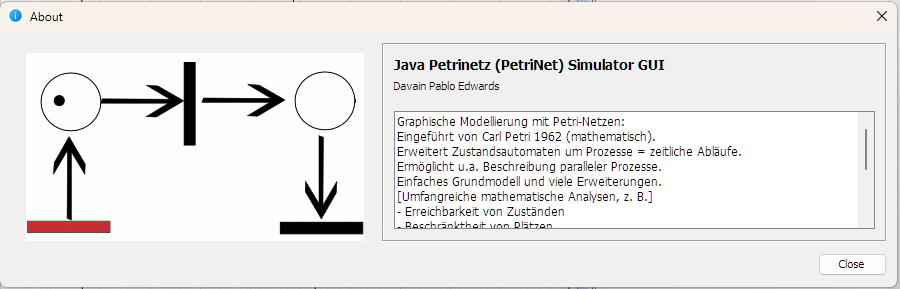 About
Java Petrinetz (PetriNet) Simulator GUI
Davain Pablo Edwards
Graphische Modellierung mit Petri-Netzen:
Eingeführt von Carl Petri 1962 (mathematisch).
Erweitert Zustandsautomaten um Prozesse = zeitliche Abläufe.
Ermöglicht u.a. Beschreibung paralleler Prozesse.
Einfaches Grundmodell und viele Erweiterungen.
[Umfangreiche mathematische Analysen, z. B.]
- Erreichbarkeit von Zuständen
- Beschränktheit von Plätzen
Close